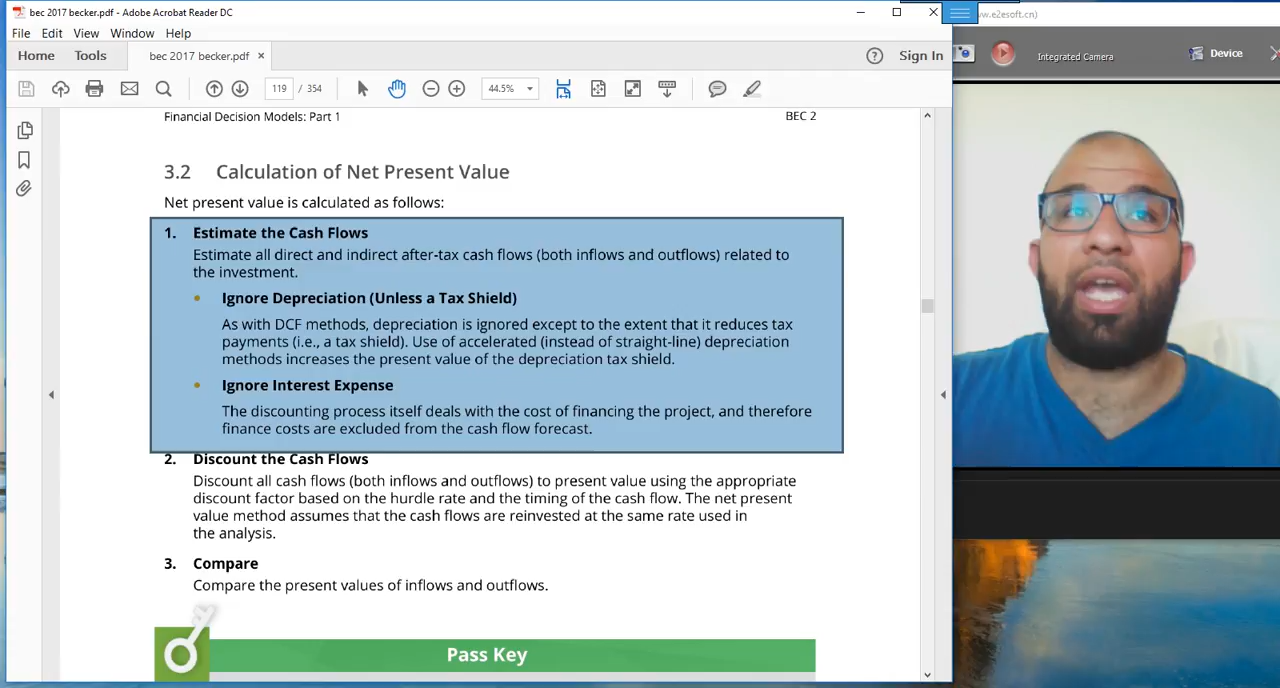 bec 2017 becker.pdf - Adobe Acrobat Reader DC
File Edit View Window Help
Home Tools bec 2017 becker.pdf × Sign In
119 / 354 44.5%
Financial Decision Models: Part 1 BEC 2
3.2 Calculation of Net Present Value
Net present value is calculated as follows:
1. Estimate the Cash Flows
Estimate all direct and indirect after-tax cash flows (both inflows and outflows) related to
the investment.
• Ignore Depreciation (Unless a Tax Shield)
As with DCF methods, depreciation is ignored except to the extent that it reduces tax
payments (i.e., a tax shield). Use of accelerated (instead of straight-line) depreciation
methods increases the present value of the depreciation tax shield.
• Ignore Interest Expense
The discounting process itself deals with the cost of financing the project, and therefore
finance costs are excluded from the cash flow forecast.
2. Discount the Cash Flows
Discount all cash flows (both inflows and outflows) to present value using the appropriate
discount factor based on the hurdle rate and the timing of the cash flow. The net present
value method assumes that the cash flows are reinvested at the same rate used in
the analysis.
3. Compare
Compare the present values of inflows and outflows.
Pass Key
w.e2esoft.cn)
Integrated Camera
Device